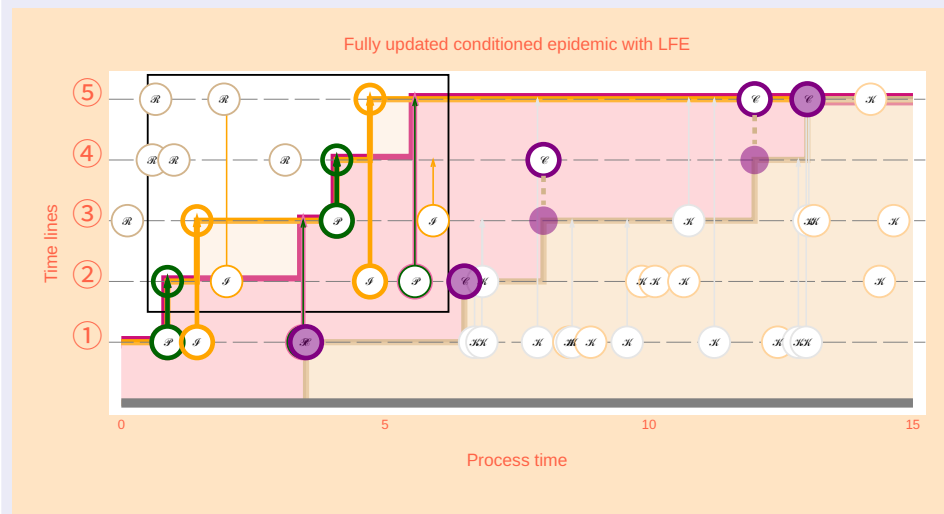 Fully updated conditioned epidemic with LFE
⑤ ℛ ℛ 𝒞 𝒞 𝒦
④ ℛ ℛ ℛ 𝒞
③ ℛ 𝒫 ℐ 𝒦 𝒦 𝒦
② ℐ ℐ 𝒫 𝒞 𝒦 𝒦 𝒦 𝒦 𝒦
① 𝒫 ℐ 𝒦 𝒦 𝒦 𝒦 𝒦 𝒦 𝒦 𝒦 𝒦
Time lines
0 5 10 15
Process time